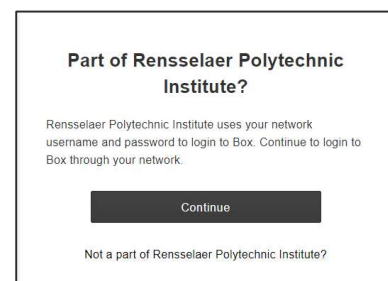 Part of Rensselaer Polytechnic
Institute?
Rensselaer Polytechnic Institute uses your network
username and password to login to Box. Continue to login to
Box through your network.
Continue
Not a part of Rensselaer Polytechnic Institute?